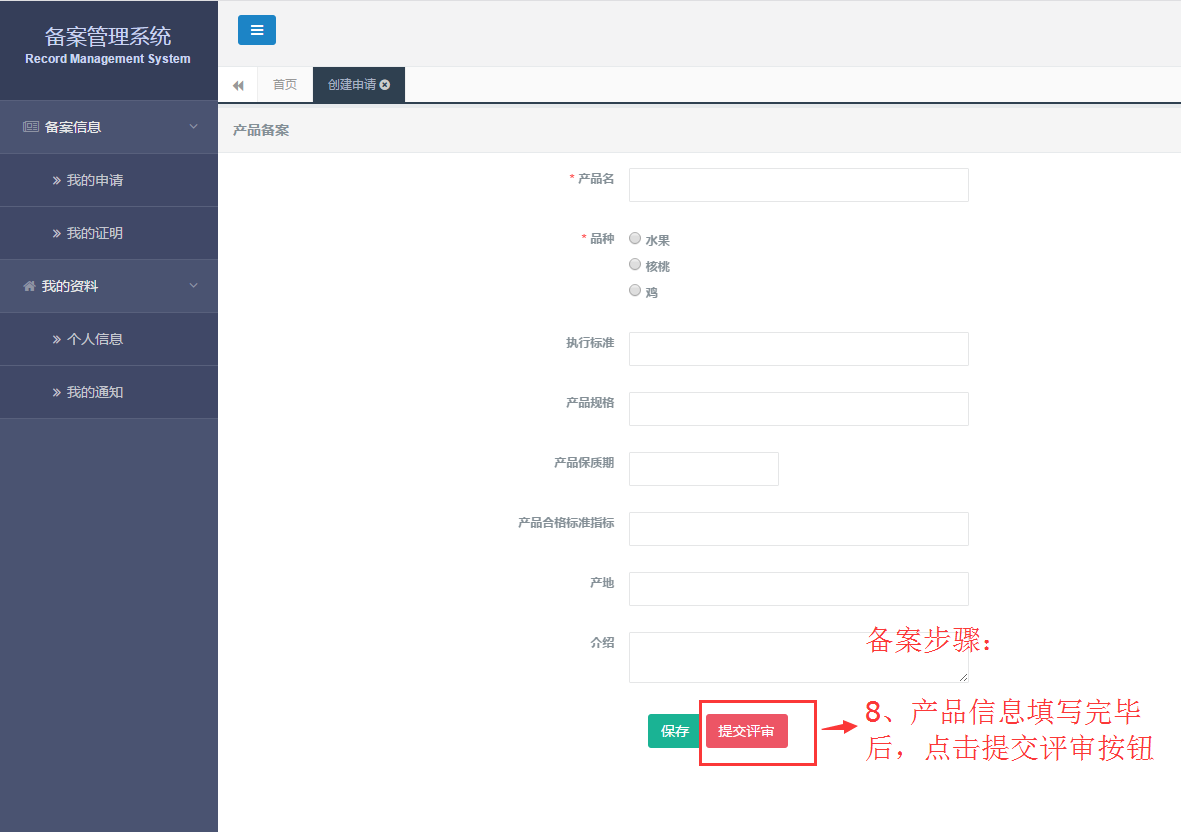 备案管理系统
Record Management System
首页
创建申请
备案信息
我的申请
我的证明
我的资料
个人信息
我的通知
产品备案
* 产品名
* 品种
水果
核桃
鸡
执行标准
产品规格
产品保质期
产品合格标准指标
产地
介绍
备案步骤：
保存
提交评审
8、产品信息填写完毕
后，点击提交评审按钮